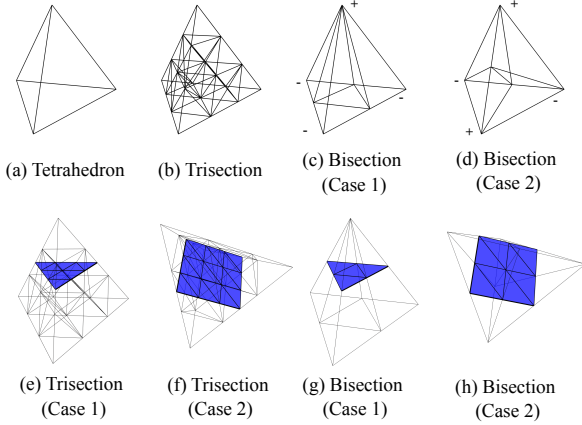 +
+
-
-
-
-
-
+
(a) Tetrahedron
(b) Trisection
(c) Bisection
(Case 1)
(d) Bisection
(Case 2)
(e) Trisection
(Case 1)
(f) Trisection
(Case 2)
(g) Bisection
(Case 1)
(h) Bisection
(Case 2)